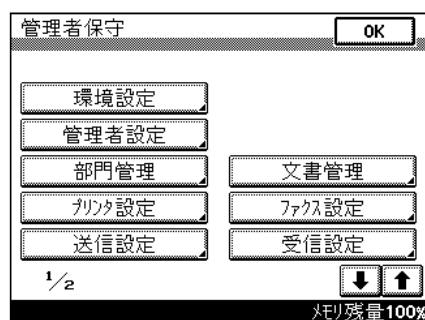 管理者保守 OK
環境設定
管理者設定
部門管理 文書管理
プリンタ設定 ファクス設定
送信設定 受信設定
1/2
メモリ残量100%